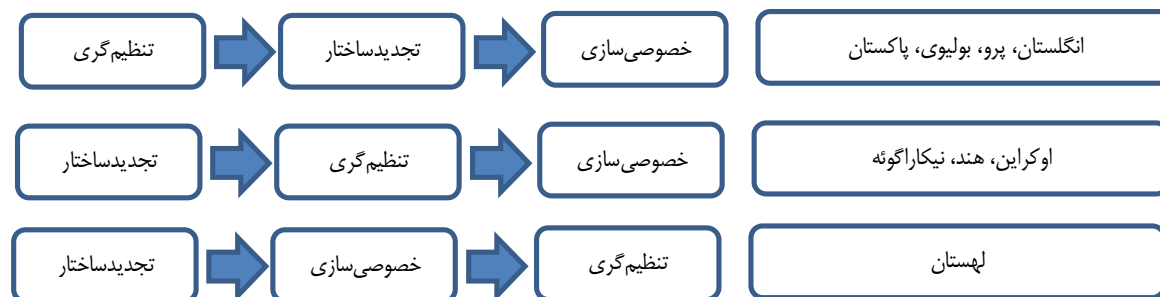 تنظیم‌گری
تجدیدساختار
خصوصی‌سازی
انگلستان، پرو، بولیوی، پاکستان
تجدیدساختار
تنظیم‌گری
خصوصی‌سازی
اوکراین، هند، نیکاراگوئه
تجدیدساختار
خصوصی‌سازی
تنظیم‌گری
لهستان